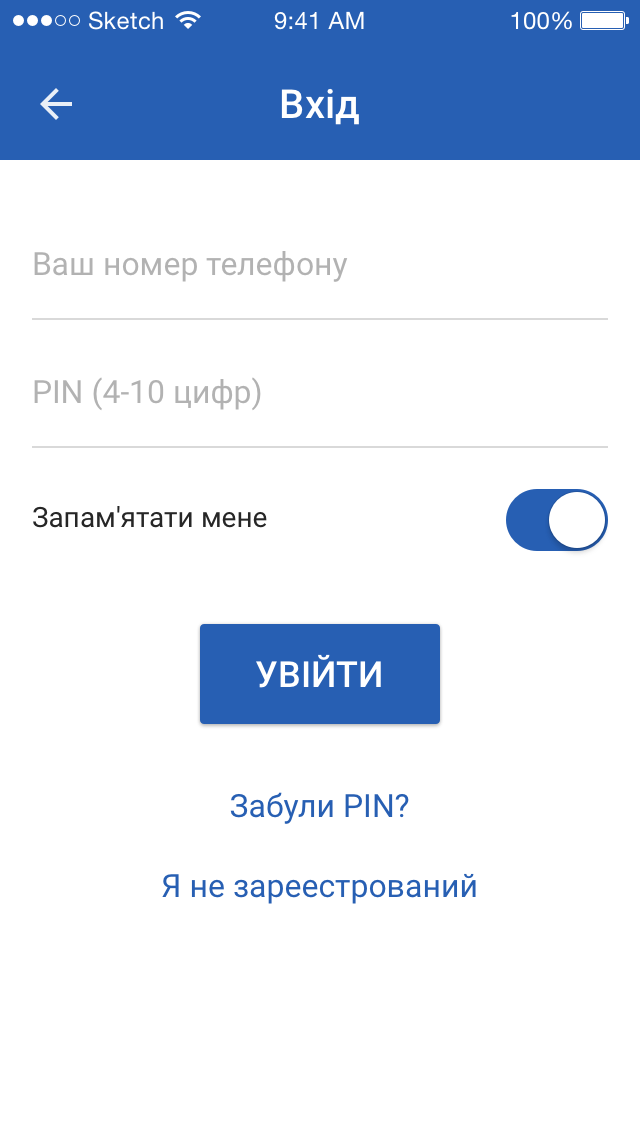 Sketch 9:41 AM 100%
Вхід
Ваш номер телефону
PIN (4-10 цифр)
Запам'ятати мене
УВІЙТИ
Забули PIN?
Я не зареестрований